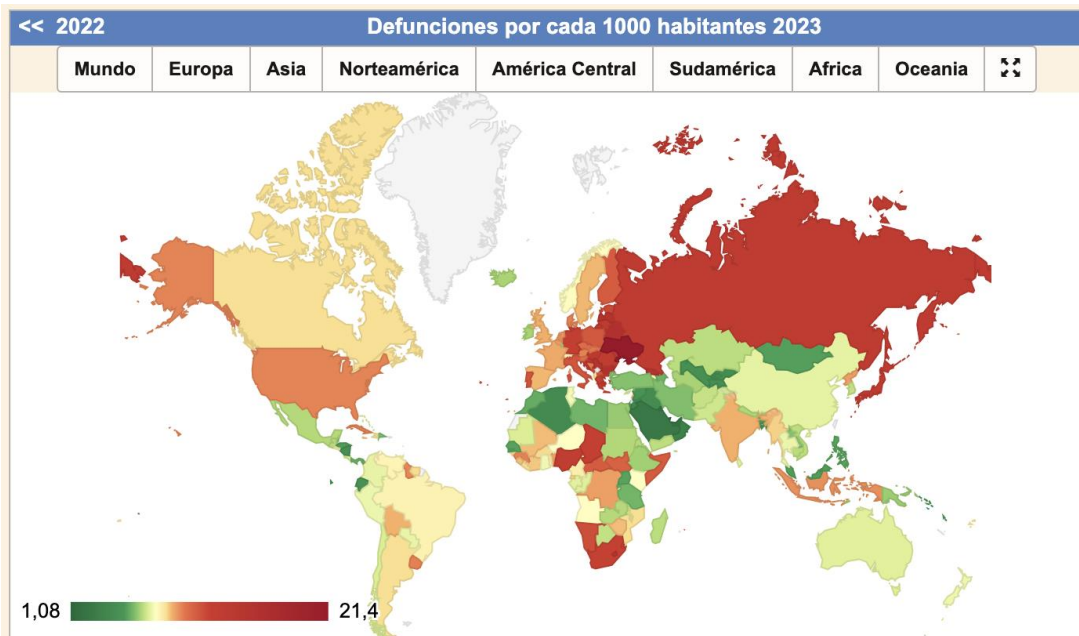 << 2022 Defunciones por cada 1000 habitantes 2023
Mundo Europa Asia Norteamérica América Central Sudamérica Africa Oceania
1,08 21,4